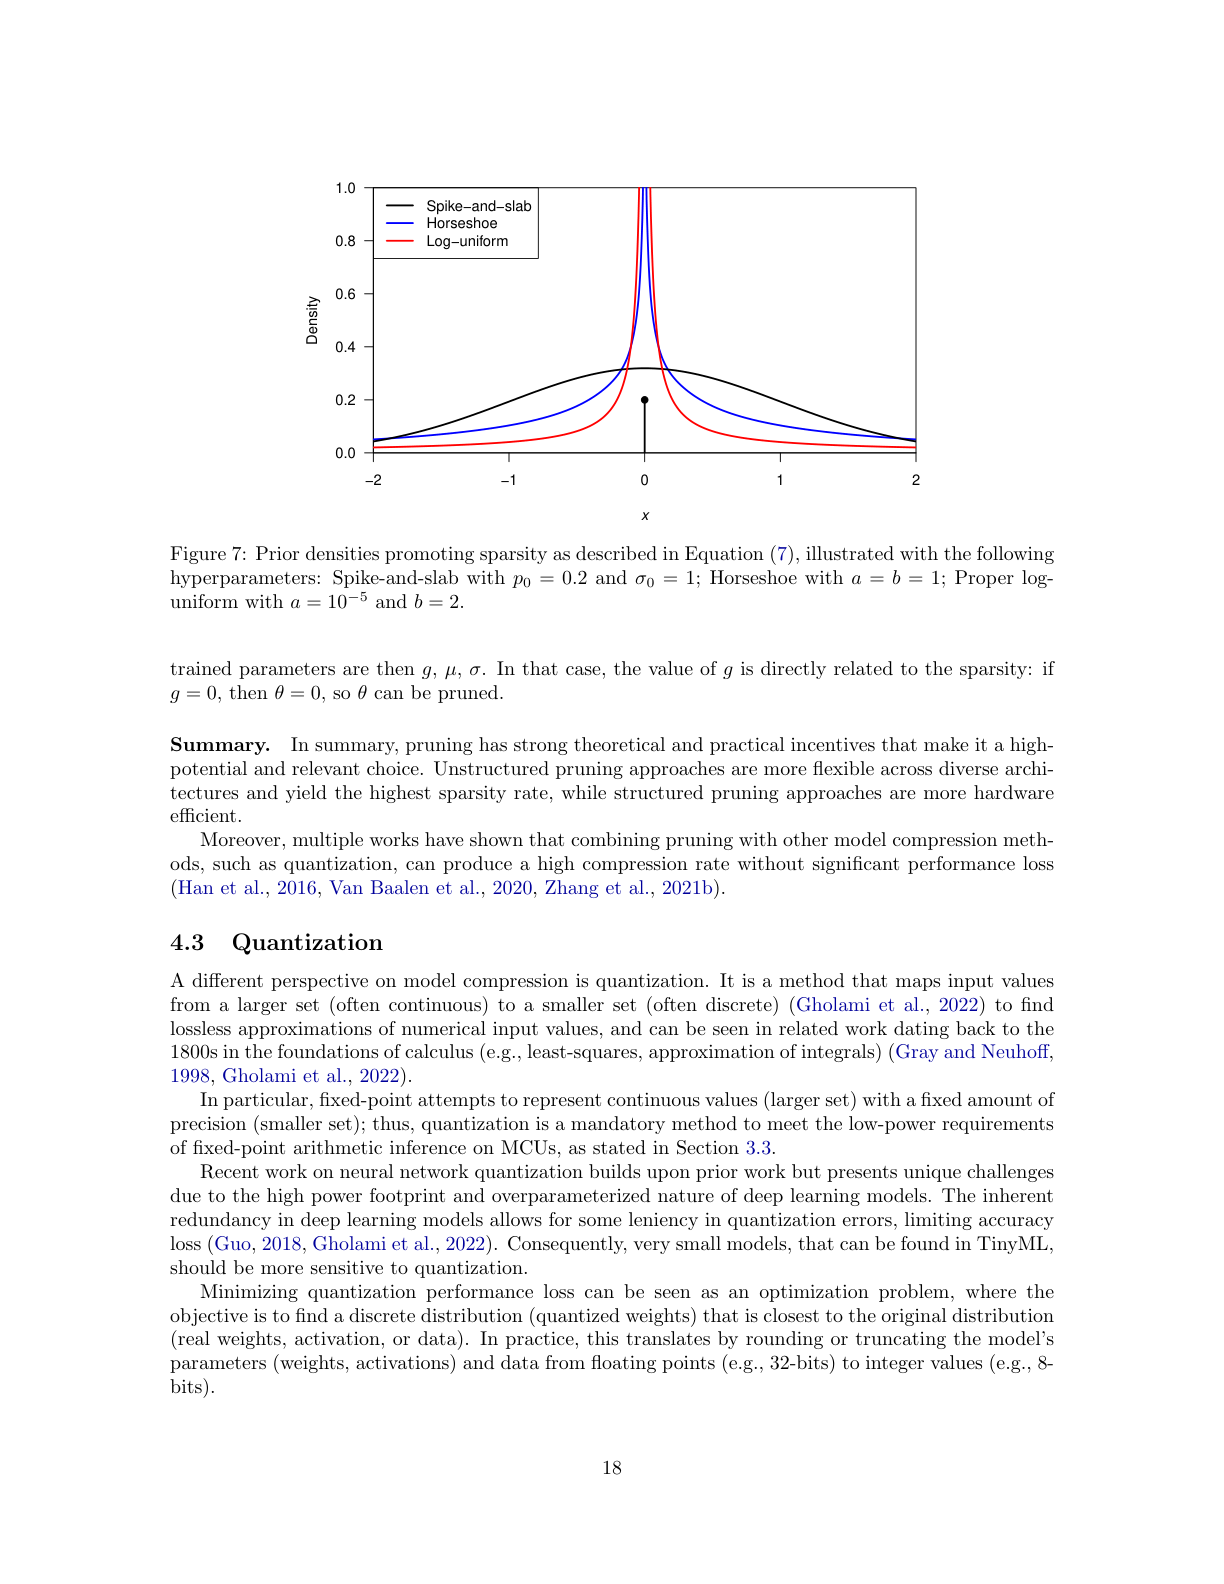 1.0
0.8
0.6
0.4
0.2
0.0
Density
Spike−and−slab
Horseshoe
Log−uniform
−2 −1 0 1 2
x
Figure 7: Prior densities promoting sparsity as described in Equation (7), illustrated with the following
hyperparameters: Spike-and-slab with p₀ = 0.2 and σ₀ = 1; Horseshoe with a = b = 1; Proper log-
uniform with a = 10⁻⁵ and b = 2.
trained parameters are then g, μ, σ. In that case, the value of g is directly related to the sparsity: if
g = 0, then θ = 0, so θ can be pruned.
Summary. In summary, pruning has strong theoretical and practical incentives that make it a high-
potential and relevant choice. Unstructured pruning approaches are more flexible across diverse archi-
tectures and yield the highest sparsity rate, while structured pruning approaches are more hardware
efficient.
Moreover, multiple works have shown that combining pruning with other model compression meth-
ods, such as quantization, can produce a high compression rate without significant performance loss
(Han et al., 2016, Van Baalen et al., 2020, Zhang et al., 2021b).
4.3 Quantization
A different perspective on model compression is quantization. It is a method that maps input values
from a larger set (often continuous) to a smaller set (often discrete) (Gholami et al., 2022) to find
lossless approximations of numerical input values, and can be seen in related work dating back to the
1800s in the foundations of calculus (e.g., least-squares, approximation of integrals) (Gray and Neuhoff,
1998, Gholami et al., 2022).
In particular, fixed-point attempts to represent continuous values (larger set) with a fixed amount of
precision (smaller set); thus, quantization is a mandatory method to meet the low-power requirements
of fixed-point arithmetic inference on MCUs, as stated in Section 3.3.
Recent work on neural network quantization builds upon prior work but presents unique challenges
due to the high power footprint and overparameterized nature of deep learning models. The inherent
redundancy in deep learning models allows for some leniency in quantization errors, limiting accuracy
loss (Guo, 2018, Gholami et al., 2022). Consequently, very small models, that can be found in TinyML,
should be more sensitive to quantization.
Minimizing quantization performance loss can be seen as an optimization problem, where the
objective is to find a discrete distribution (quantized weights) that is closest to the original distribution
(real weights, activation, or data). In practice, this translates by rounding or truncating the model's
parameters (weights, activations) and data from floating points (e.g., 32-bits) to integer values (e.g., 8-
bits).
18